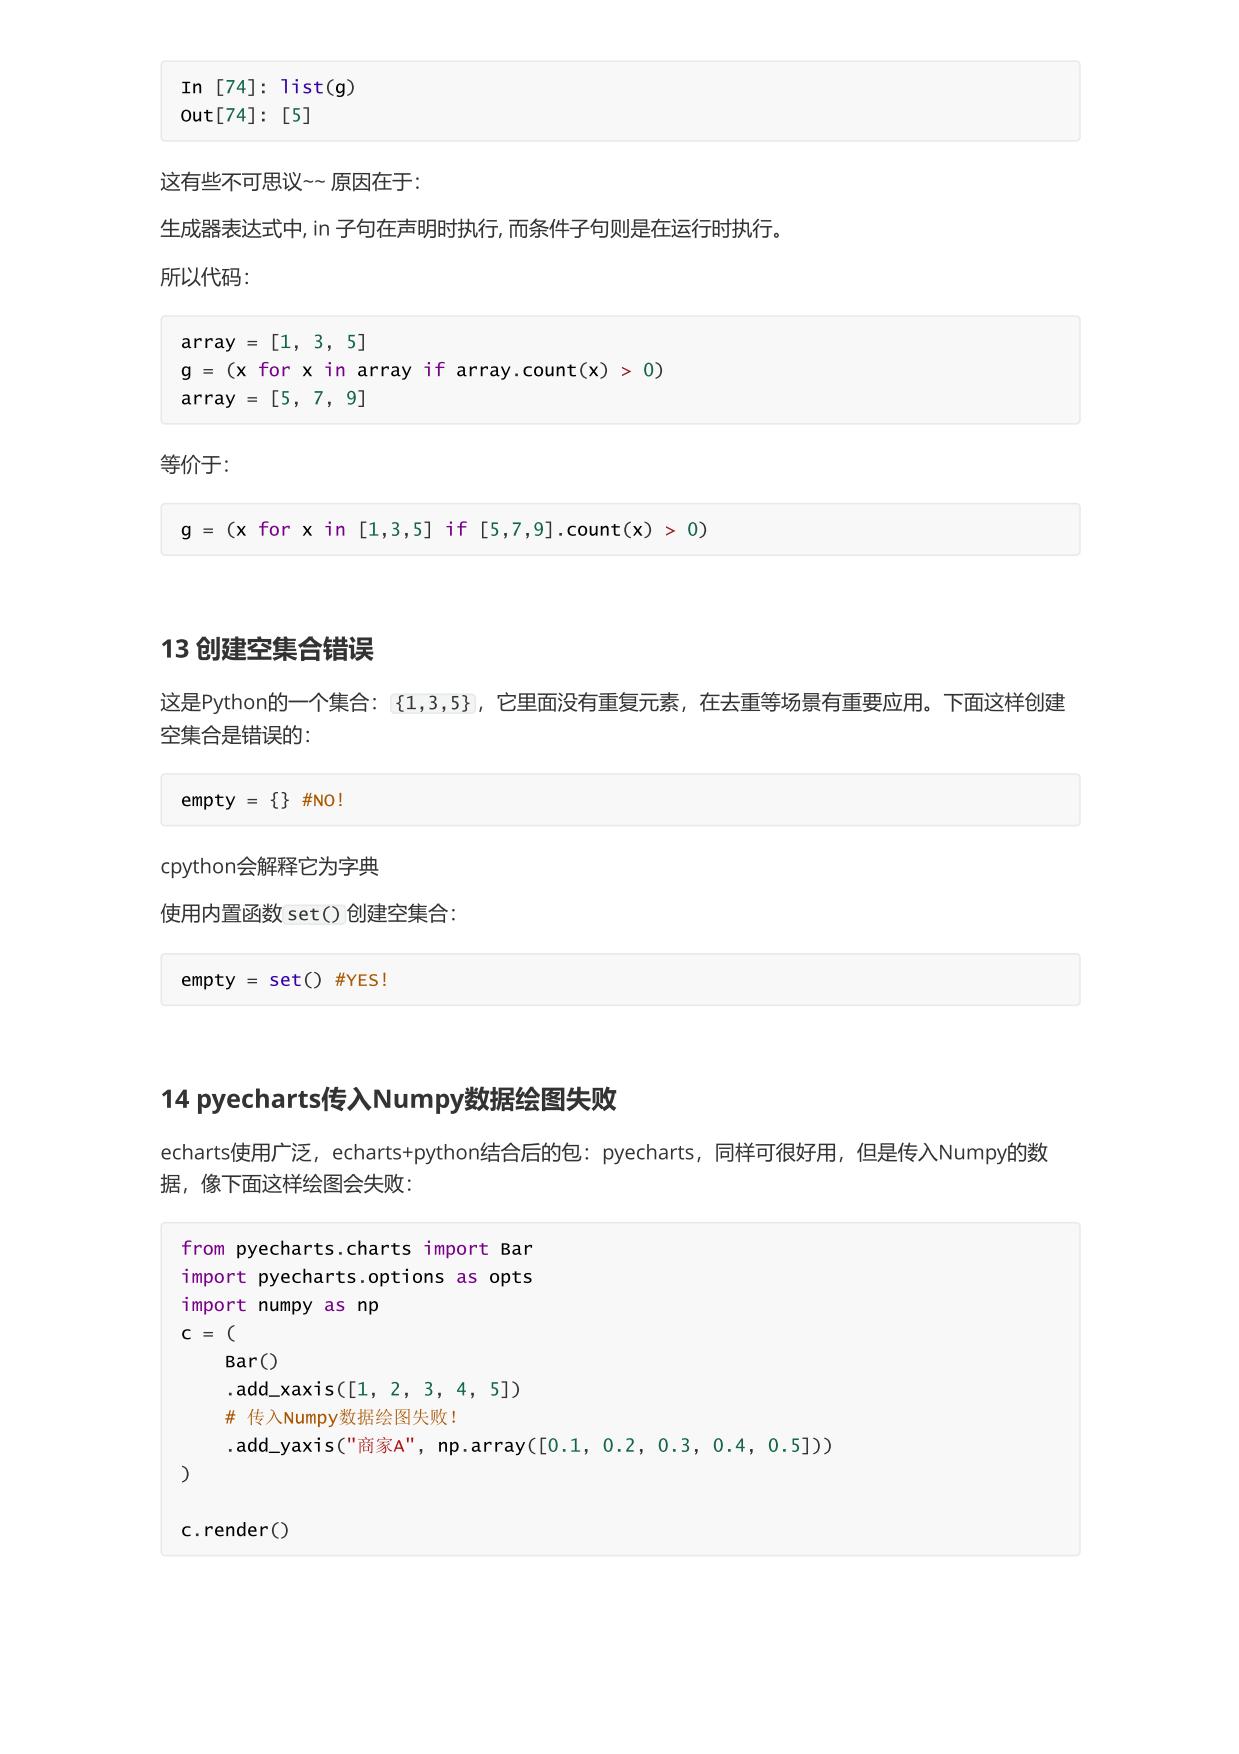 In [74]: list(g)
Out[74]: [5]
这有些不可思议~~ 原因在于：
生成器表达式中, in 子句在声明时执行, 而条件子句则是在运行时执行。
所以代码：
array = [1, 3, 5]
g = (x for x in array if array.count(x) > 0)
array = [5, 7, 9]
等价于：
g = (x for x in [1,3,5] if [5,7,9].count(x) > 0)
13 创建空集合错误
这是Python的一个集合：{1,3,5}，它里面没有重复元素，在去重等场景有重要应用。下面这样创建
空集合是错误的：
empty = {} #NO!
cpython会解释它为字典
使用内置函数set()创建空集合：
empty = set() #YES!
14 pyecharts传入Numpy数据绘图失败
echarts使用广泛，echarts+python结合后的包：pyecharts，同样可很好用，但是传入Numpy的数
据，像下面这样绘图会失败：
from pyecharts.charts import Bar
import pyecharts.options as opts
import numpy as np
c = (
    Bar()
    .add_xaxis([1, 2, 3, 4, 5])
    # 传入Numpy数据绘图失败!
    .add_yaxis("商家A", np.array([0.1, 0.2, 0.3, 0.4, 0.5]))
)
c.render()